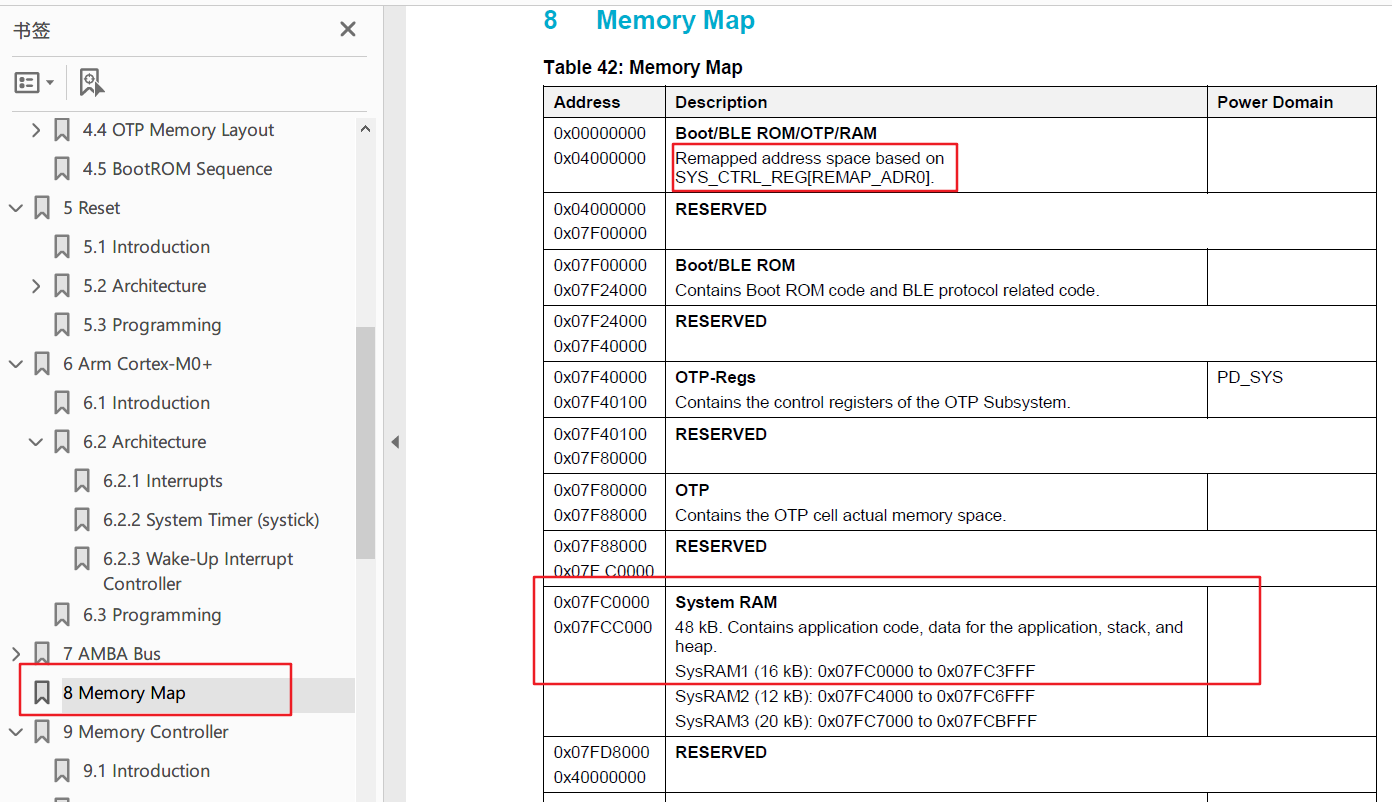 书签
4.4 OTP Memory Layout
4.5 BootROM Sequence
5 Reset
5.1 Introduction
5.2 Architecture
5.3 Programming
6 Arm Cortex-M0+
6.1 Introduction
6.2 Architecture
6.2.1 Interrupts
6.2.2 System Timer (systick)
6.2.3 Wake-Up Interrupt
Controller
6.3 Programming
7 AMBA Bus
8 Memory Map
9 Memory Controller
9.1 Introduction
8 Memory Map
Table 42: Memory Map
Address Description Power Domain
0x00000000 Boot/BLE ROM/OTP/RAM
0x04000000 Remapped address space based on
SYS_CTRL_REG[REMAP_ADR0].
0x04000000 RESERVED
0x07F00000
0x07F00000 Boot/BLE ROM
0x07F24000 Contains Boot ROM code and BLE protocol related code.
0x07F24000 RESERVED
0x07F40000
0x07F40000 OTP-Regs PD_SYS
0x07F40100 Contains the control registers of the OTP Subsystem.
0x07F40100 RESERVED
0x07F80000
0x07F80000 OTP
0x07F88000 Contains the OTP cell actual memory space.
0x07F88000 RESERVED
0x07F C0000
0x07FC0000 System RAM
0x07FCC000 48 kB. Contains application code, data for the application, stack, and
heap.
SysRAM1 (16 kB): 0x07FC0000 to 0x07FC3FFF
SysRAM2 (12 kB): 0x07FC4000 to 0x07FC6FFF
SysRAM3 (20 kB): 0x07FC7000 to 0x07FCBFFF
0x07FD8000 RESERVED
0x40000000